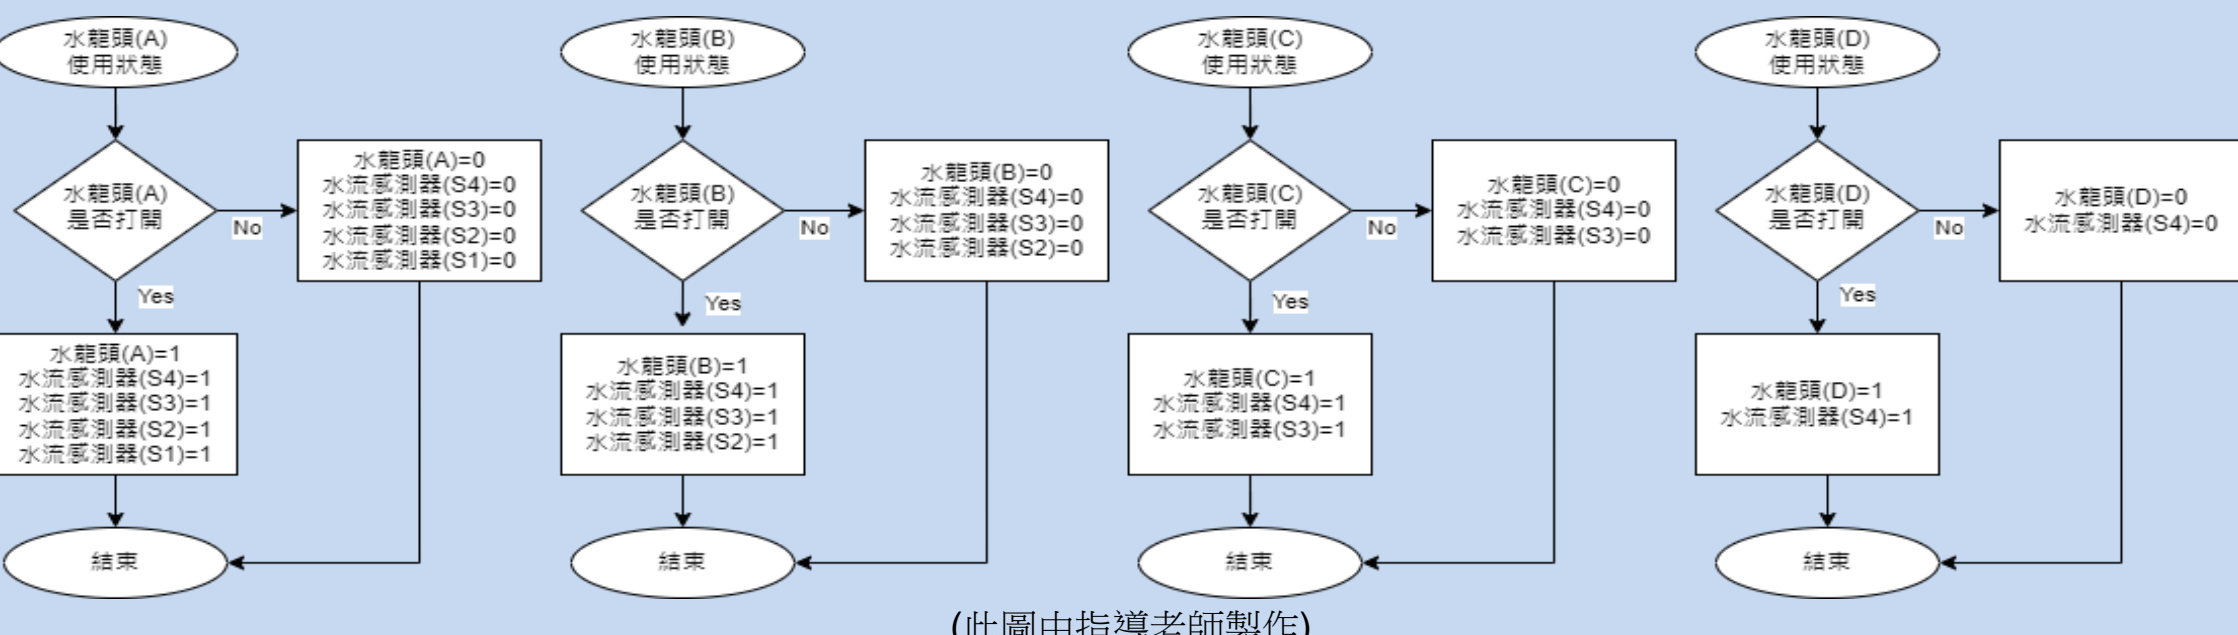 水龍頭(A)
使用狀態
水龍頭(A)
是否打開
No
水龍頭(A)=0
水流感測器(S4)=0
水流感測器(S3)=0
水流感測器(S2)=0
水流感測器(S1)=0
Yes
水龍頭(A)=1
水流感測器(S4)=1
水流感測器(S3)=1
水流感測器(S2)=1
水流感測器(S1)=1
結束
水龍頭(B)
使用狀態
水龍頭(B)
是否打開
No
水龍頭(B)=0
水流感測器(S4)=0
水流感測器(S3)=0
水流感測器(S2)=0
Yes
水龍頭(B)=1
水流感測器(S4)=1
水流感測器(S3)=1
水流感測器(S2)=1
結束
水龍頭(C)
使用狀態
水龍頭(C)
是否打開
No
水龍頭(C)=0
水流感測器(S4)=0
水流感測器(S3)=0
Yes
水龍頭(C)=1
水流感測器(S4)=1
水流感測器(S3)=1
結束
水龍頭(D)
使用狀態
水龍頭(D)
是否打開
No
水龍頭(D)=0
水流感測器(S4)=0
Yes
水龍頭(D)=1
水流感測器(S4)=1
結束
(此圖由指導老師製作)